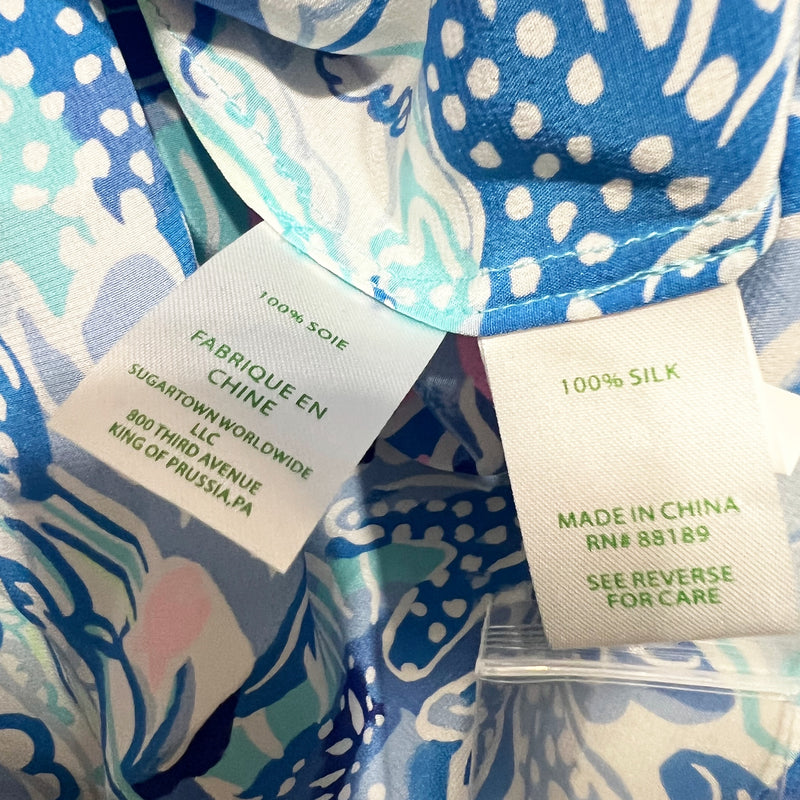 100% SOIE
FABRIQUE EN
CHINE
SUGARTOWN WORLDWIDE
LLC
800 THIRD AVENUE
KING OF PRUSSIA,PA
100% SILK
MADE IN CHINA
RN# 88189
SEE REVERSE
FOR CARE